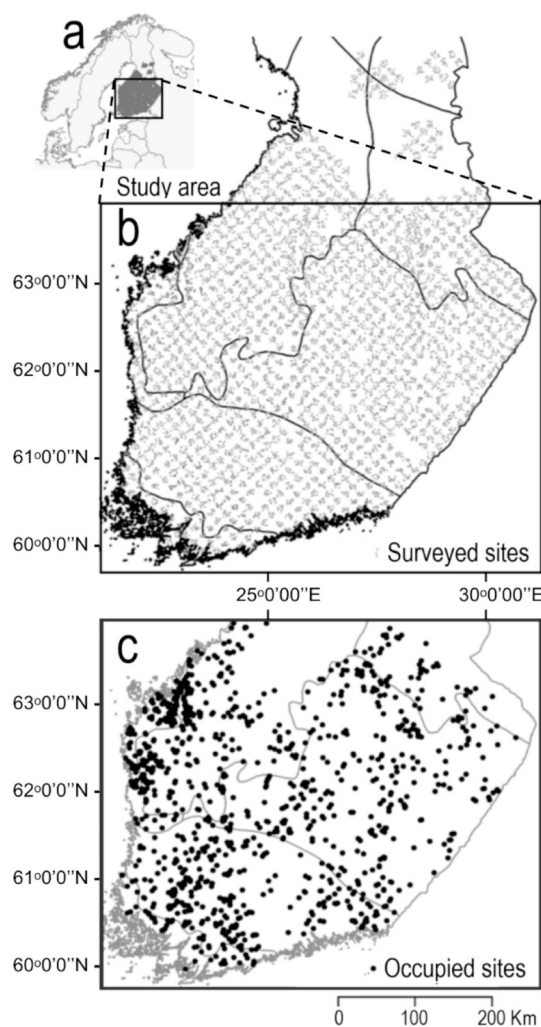 a
Study area
b
63º0'0''N
62º0'0''N
61º0'0''N
60º0'0''N
Surveyed sites
25º0'00''E 30º0'00''E
c
63º0'0''N
62º0'0''N
61º0'0''N
60º0'0''N
Occupied sites
0 100 200 Km